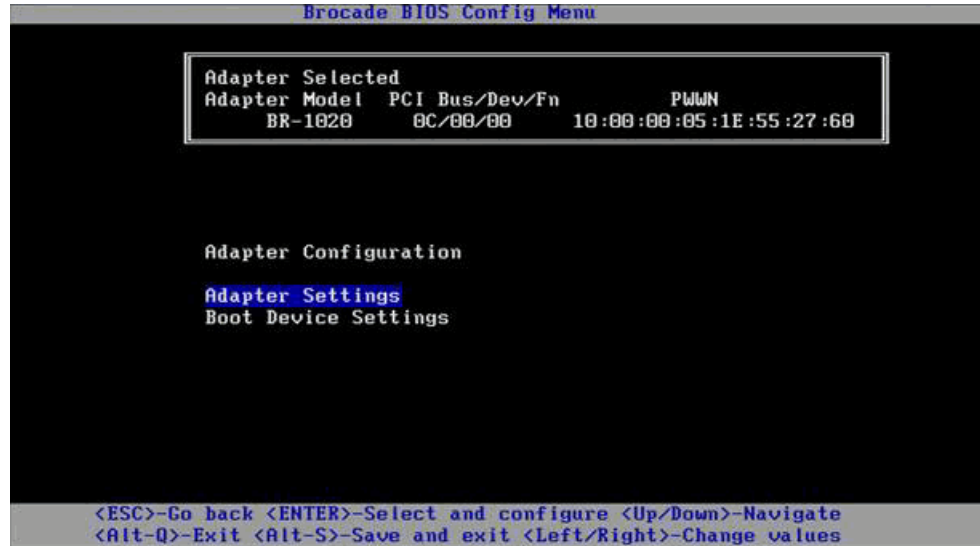 Brocade BIOS Config Menu
Adapter Selected
Adapter Model PCI Bus/Dev/Fn PWWN
BR-1020 0C/00/00 10:00:00:05:1E:55:27:60
Adapter Configuration
Adapter Settings
Boot Device Settings
<ESC>-Go back <ENTER>-Select and configure <Up/Down>-Navigate
<Alt-Q>-Exit <Alt-S>-Save and exit <Left/Right>-Change values